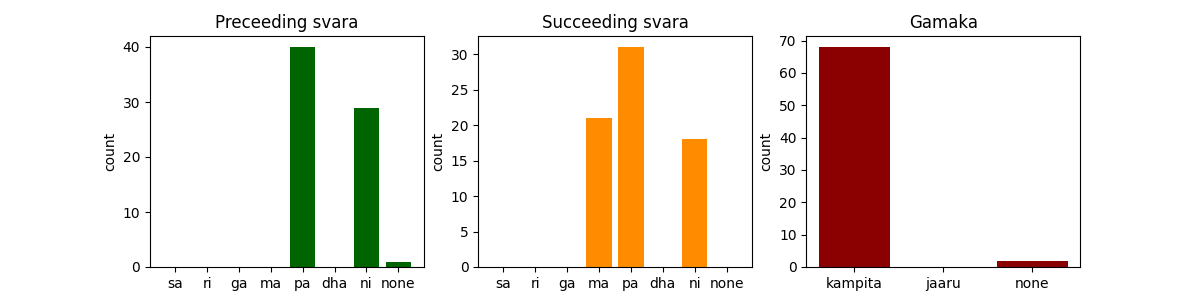 Preceeding svara
count
40
30
20
10
0
sa ri ga ma pa dha ni none
Succeeding svara
count
30
25
20
15
10
5
0
sa ri ga ma pa dha ni none
Gamaka
count
70
60
50
40
30
20
10
0
kampita jaaru none